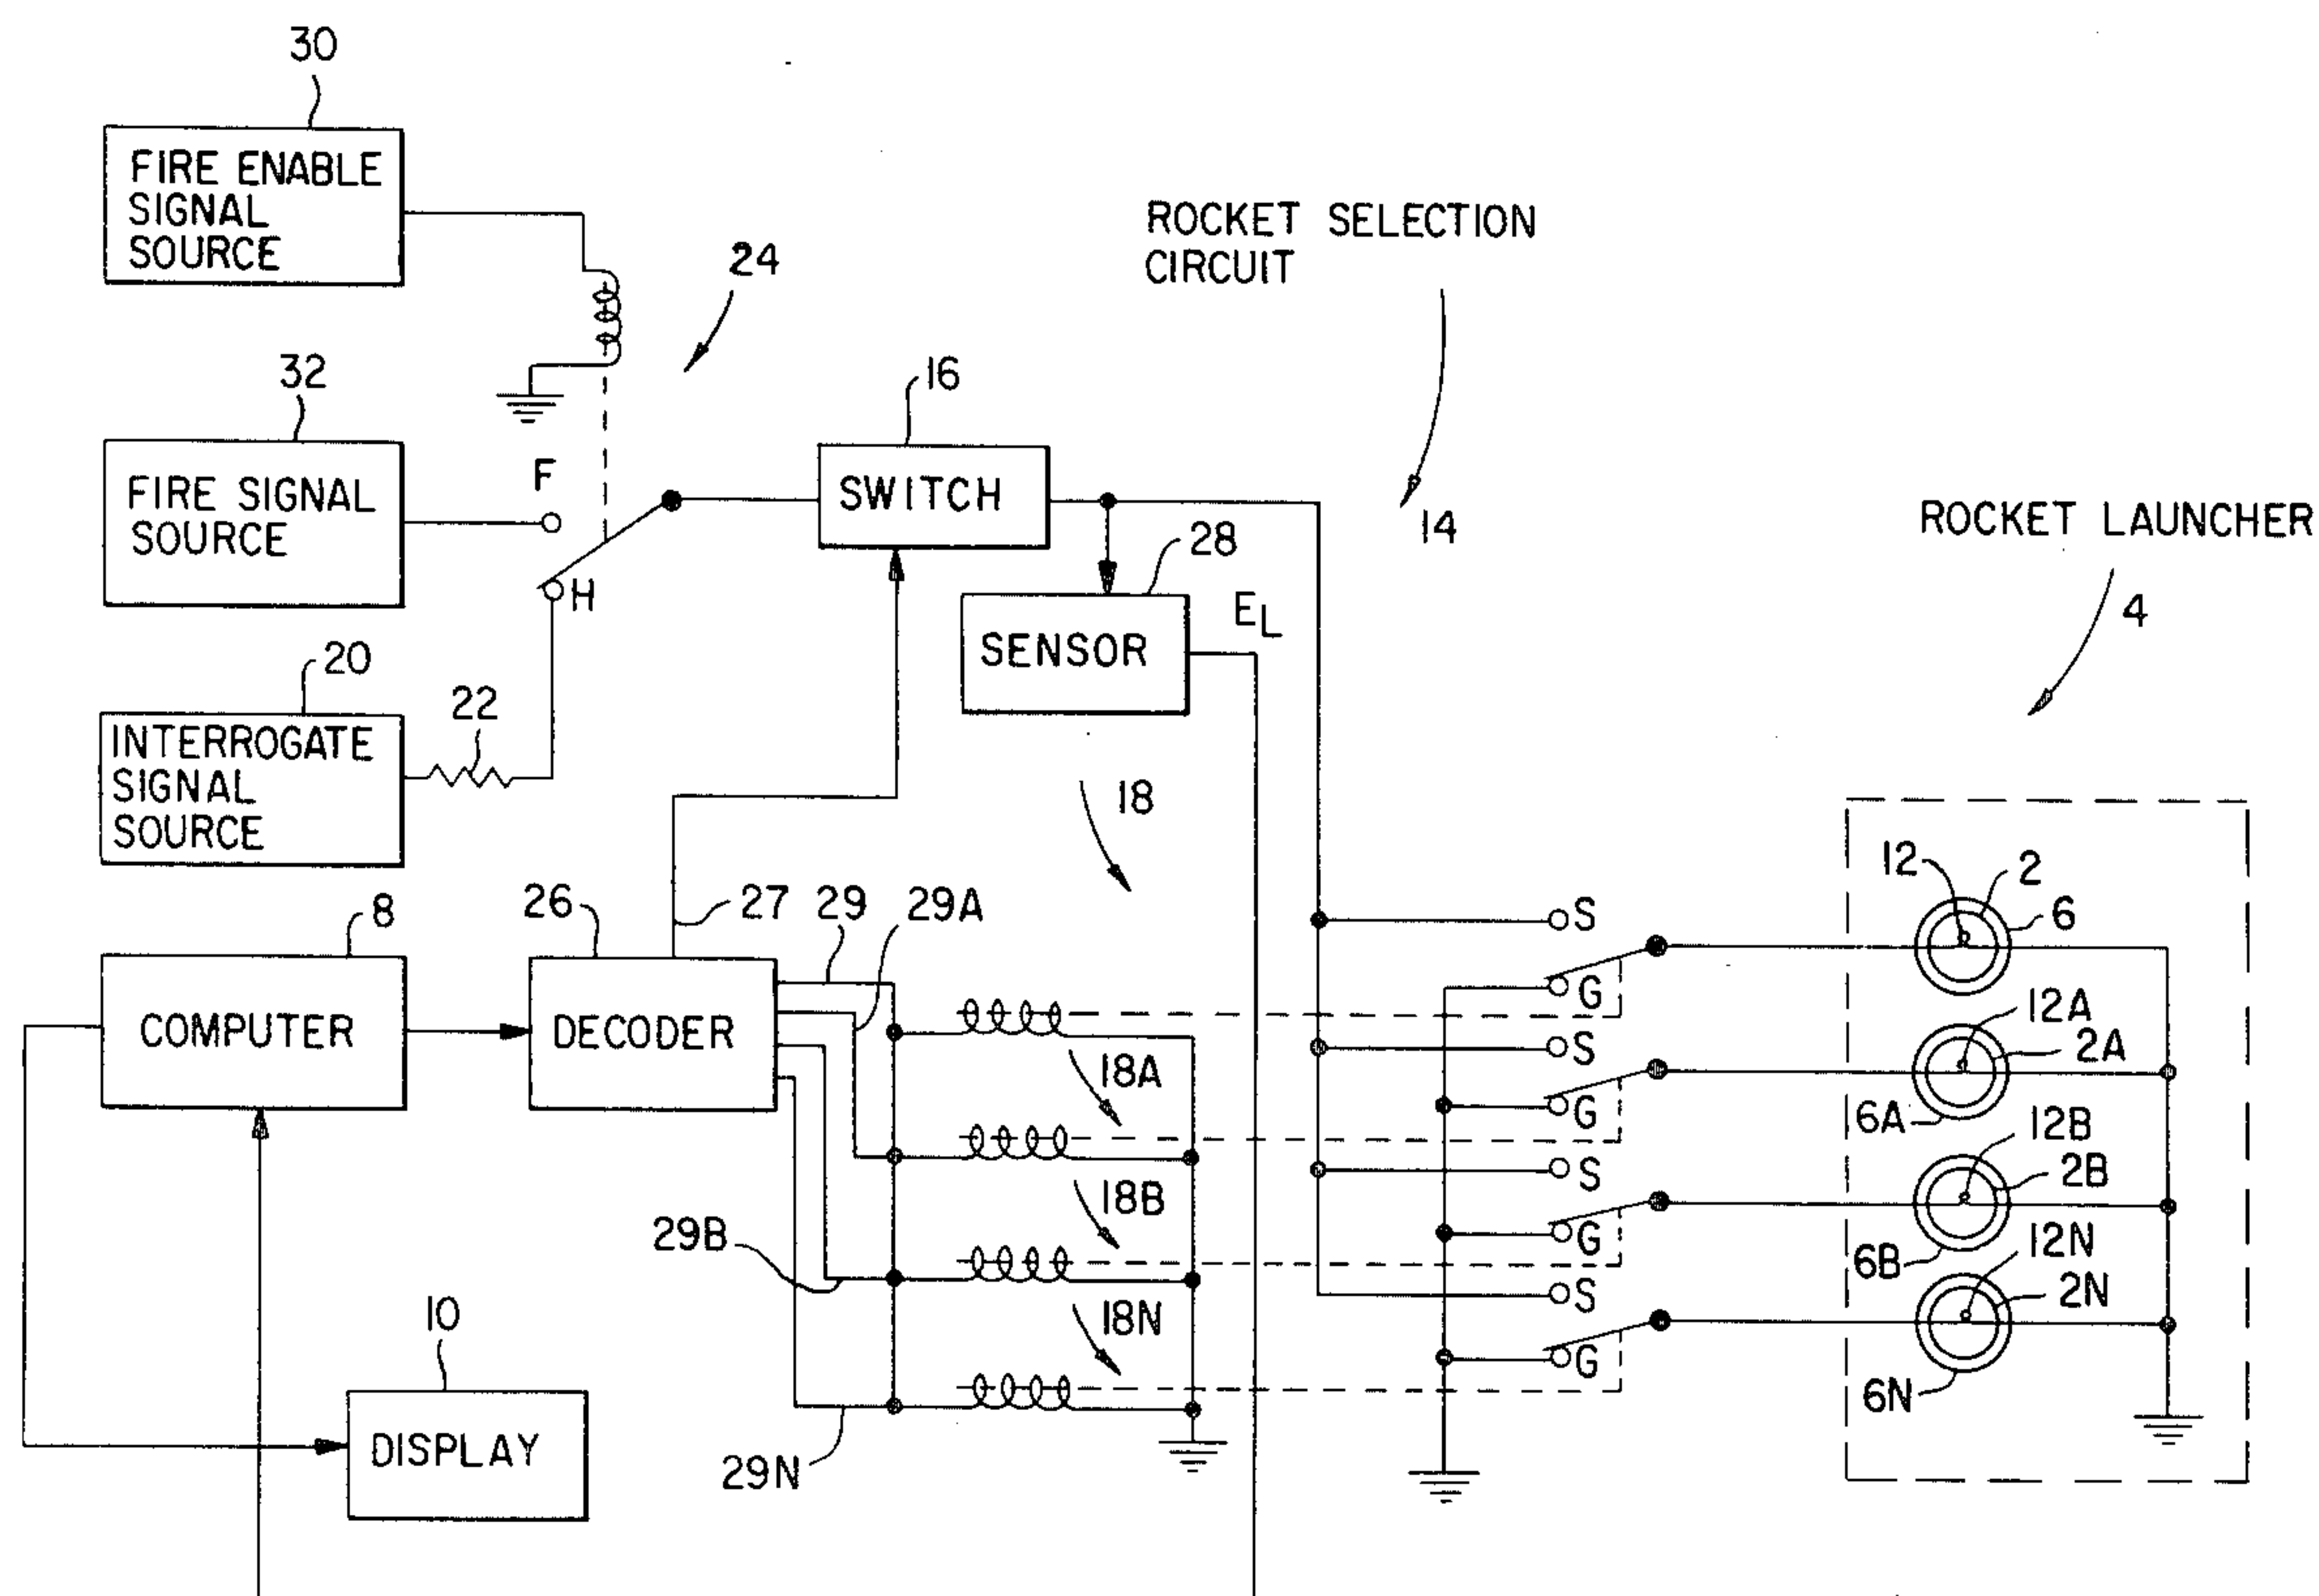 30
FIRE ENABLE
SIGNAL
SOURCE
24
ROCKET SELECTION
CIRCUIT
32
FIRE SIGNAL
SOURCE
F
H
16
SWITCH
14
28
SENSOR
E_L
ROCKET LAUNCHER
4
20
INTERROGATE
SIGNAL
SOURCE
22
18
8
COMPUTER
26
DECODER
27
29
29A
18A
18B
18N
29B
29N
10
DISPLAY
S
G
S
G
S
G
S
G
12
2
6
12A
2A
6A
12B
2B
6B
12N
2N
6N